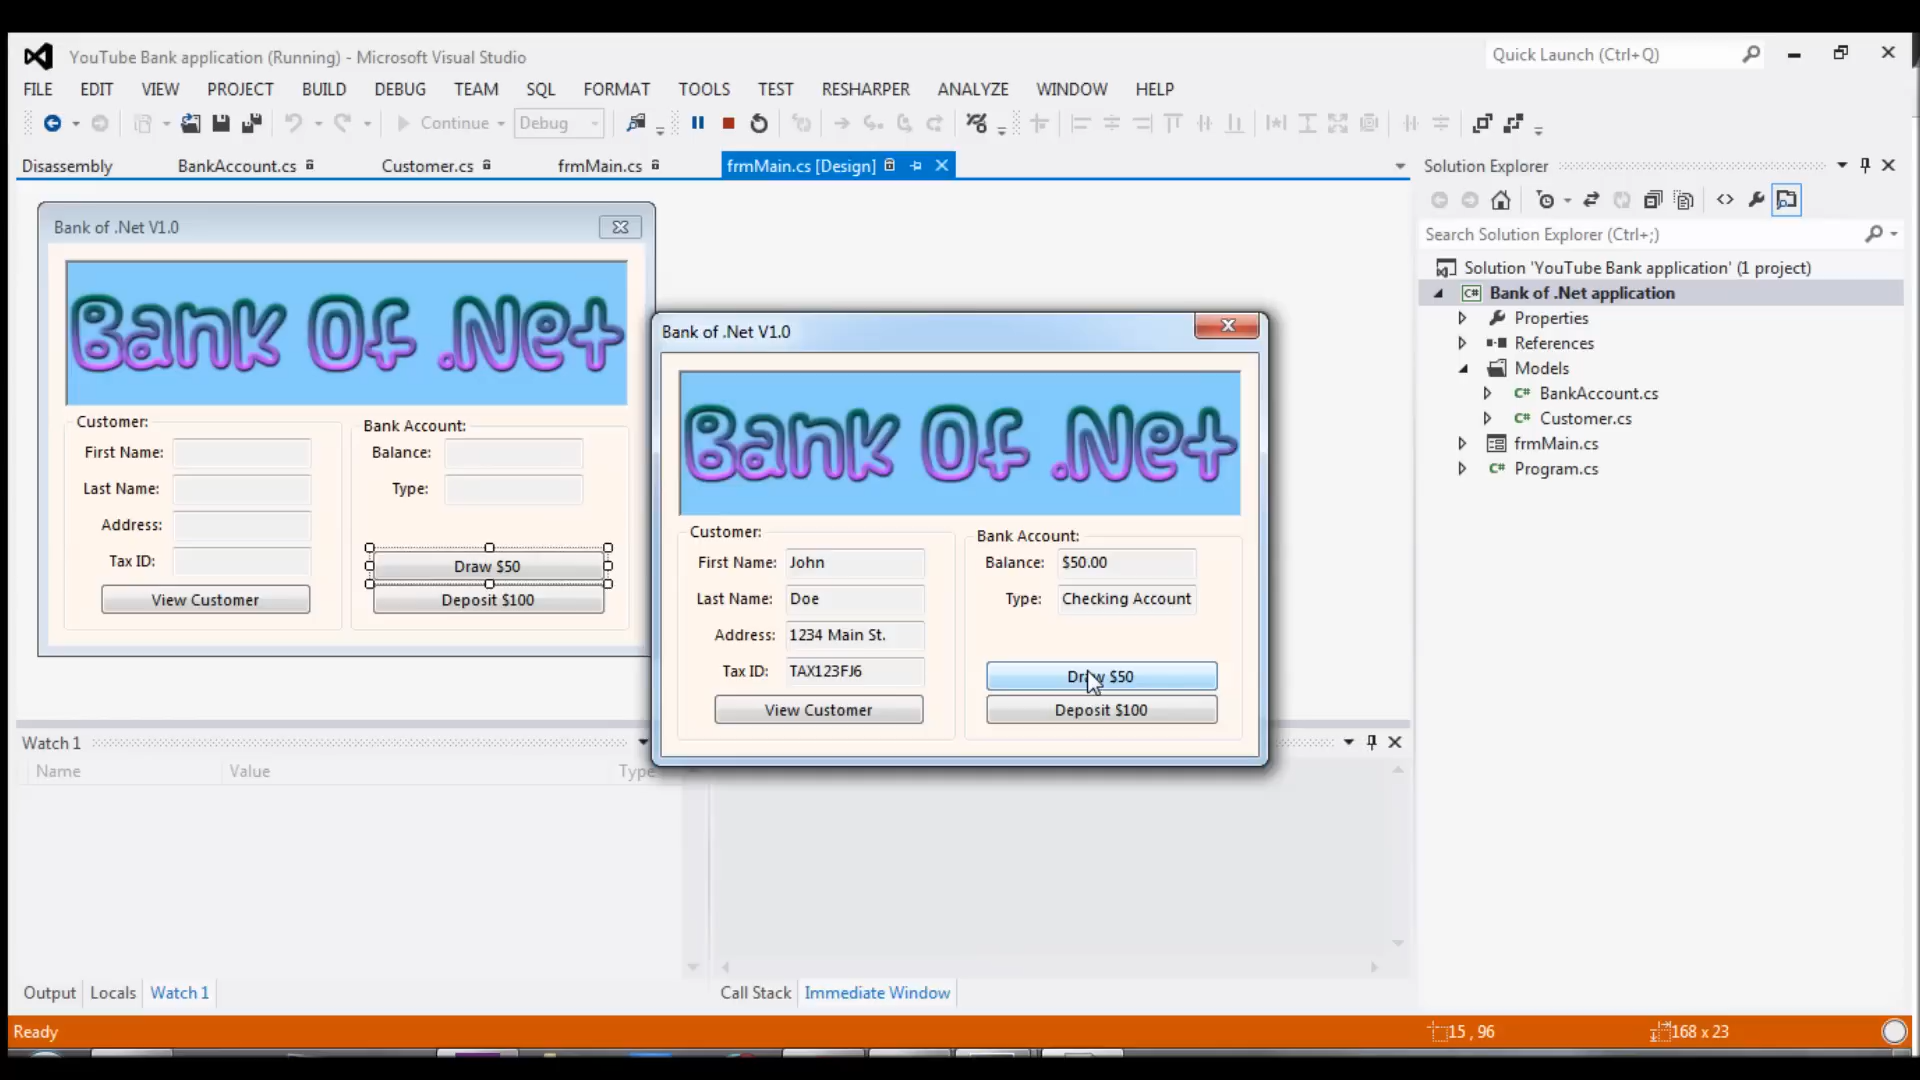 YouTube Bank application (Running) - Microsoft Visual Studio
Quick Launch (Ctrl+Q)
FILE EDIT VIEW PROJECT BUILD DEBUG TEAM SQL FORMAT TOOLS TEST RESHARPER ANALYZE WINDOW HELP
Continue Debug
Disassembly BankAccount.cs Customer.cs frmMain.cs frmMain.cs [Design]
Bank of .Net V1.0
Bank Of .Net
Customer:
First Name:
Last Name:
Address:
Tax ID:
View Customer
Bank Account:
Balance:
Type:
Draw $50
Deposit $100
Bank of .Net V1.0
Bank Of .Net
Customer:
First Name: John
Last Name: Doe
Address: 1234 Main St.
Tax ID: TAX123FJ6
View Customer
Bank Account:
Balance: $50.00
Type: Checking Account
Draw $50
Deposit $100
Solution Explorer
Search Solution Explorer (Ctrl+;)
Solution 'YouTube Bank application' (1 project)
C# Bank of .Net application
Properties
References
Models
C# BankAccount.cs
C# Customer.cs
frmMain.cs
C# Program.cs
Watch 1
Name Value Type
Output Locals Watch 1
Call Stack Immediate Window
Ready
15 , 96
168 x 23